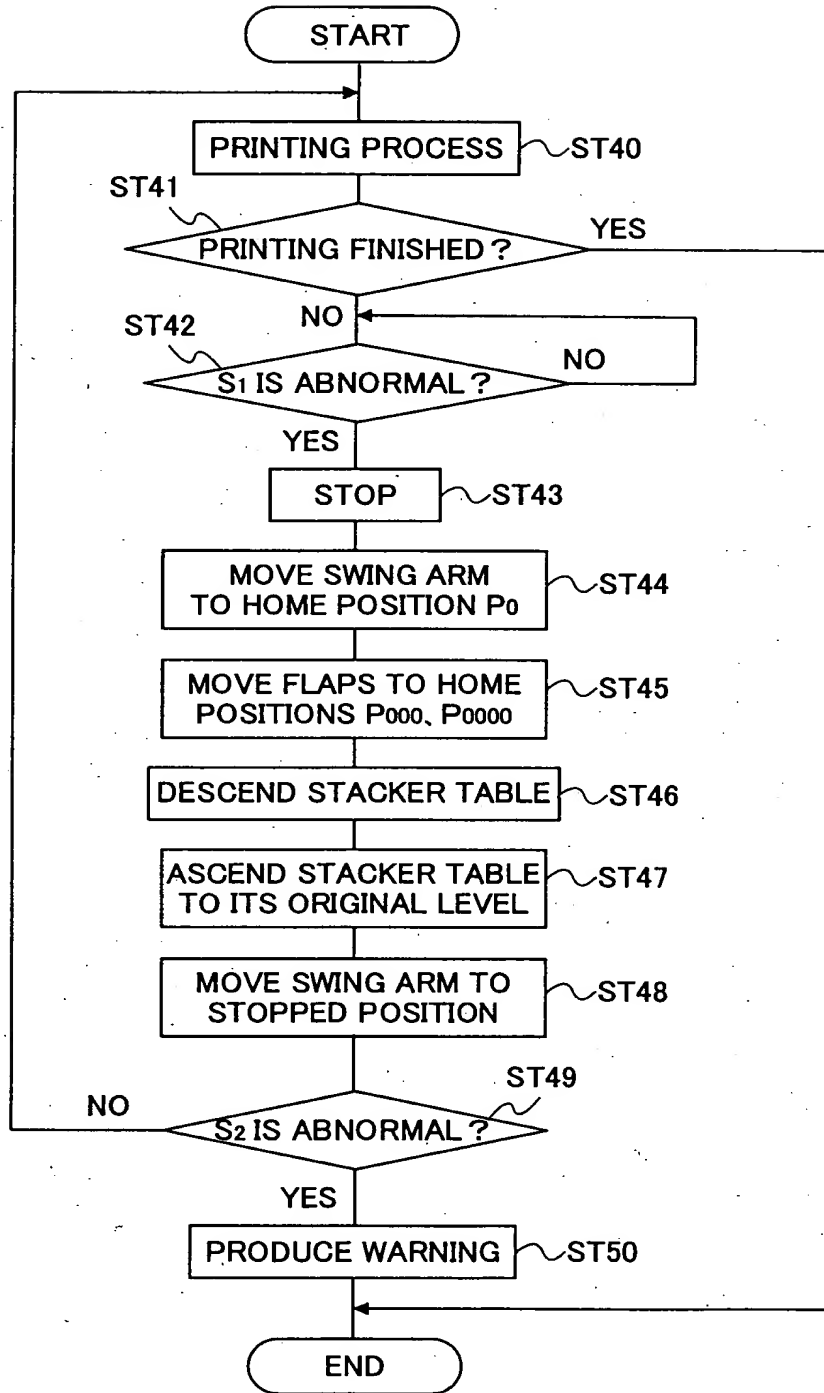 START
PRINTING PROCESS
ST40
ST41
PRINTING FINISHED?
YES
NO
ST42
S1 IS ABNORMAL?
NO
YES
STOP
ST43
MOVE SWING ARM
TO HOME POSITION P0
ST44
MOVE FLAPS TO HOME
POSITIONS P000、P0000
ST45
DESCEND STACKER TABLE
ST46
ASCEND STACKER TABLE
TO ITS ORIGINAL LEVEL
ST47
MOVE SWING ARM TO
STOPPED POSITION
ST48
ST49
NO
S2 IS ABNORMAL?
YES
PRODUCE WARNING
ST50
END